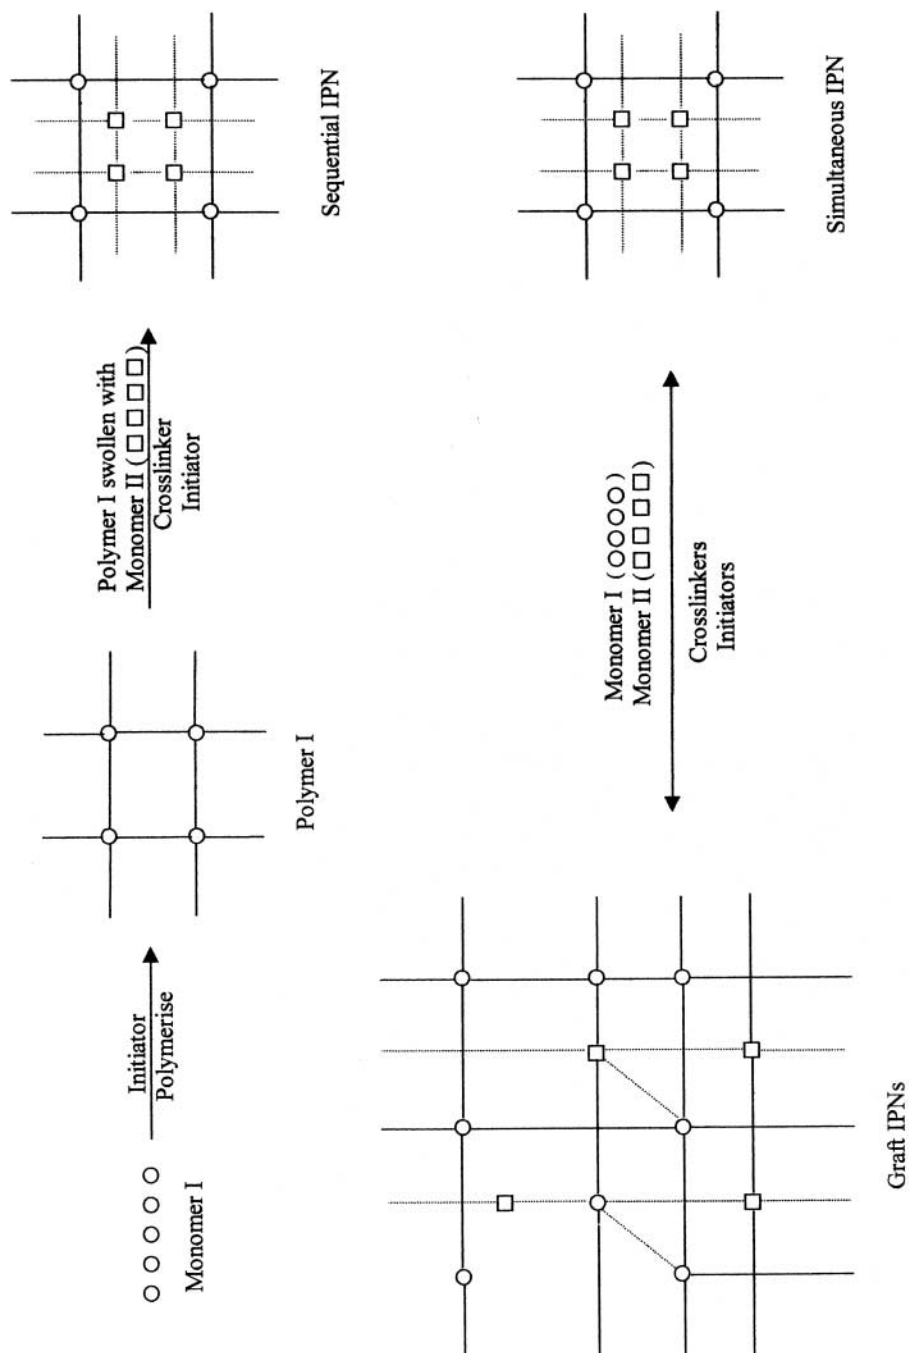 Monomer I
Initiator
Polymerise
Polymer I
Polymer I swollen with
Monomer II (□ □ □ □)
Crosslinker
Initiator
Sequential IPN
Graft IPNs
Monomer I (○○○○)
Monomer II (□ □ □ □)
Crosslinkers
Initiators
Simultaneous IPN